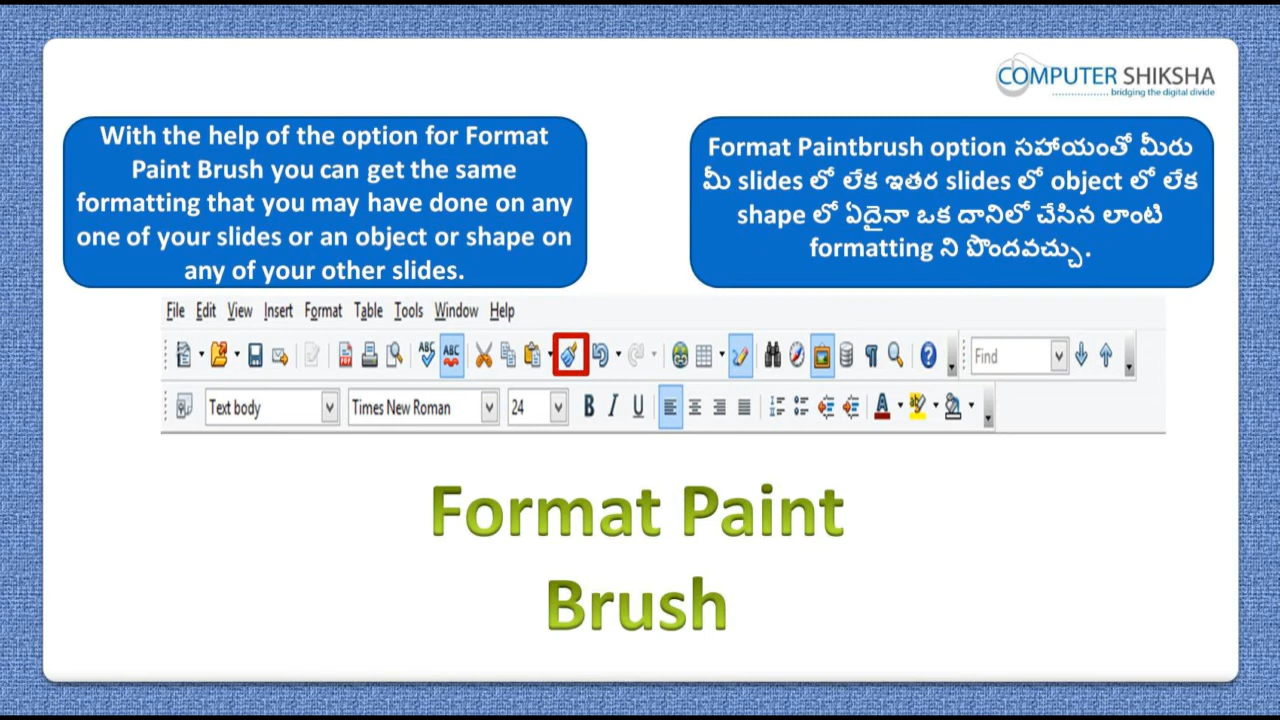 COMPUTER SHIKSHA
bridging the digital divide
With the help of the option for Format
Paint Brush you can get the same
formatting that you may have done on any
one of your slides or an object or shape on
any of your other slides.
Format Paintbrush option సహాయంతో మీరు
మీ slides లో లేక ఇతర slides లో object లో లేక
shape లో ఏదైనా ఒక దానిలో చేసిన లాంటి
formatting ని పొందవచ్చు.
File Edit View Insert Format Table Tools Window Help
ABC ABC Find
Text body Times New Roman 24 B I U A
Format Paint
Brush